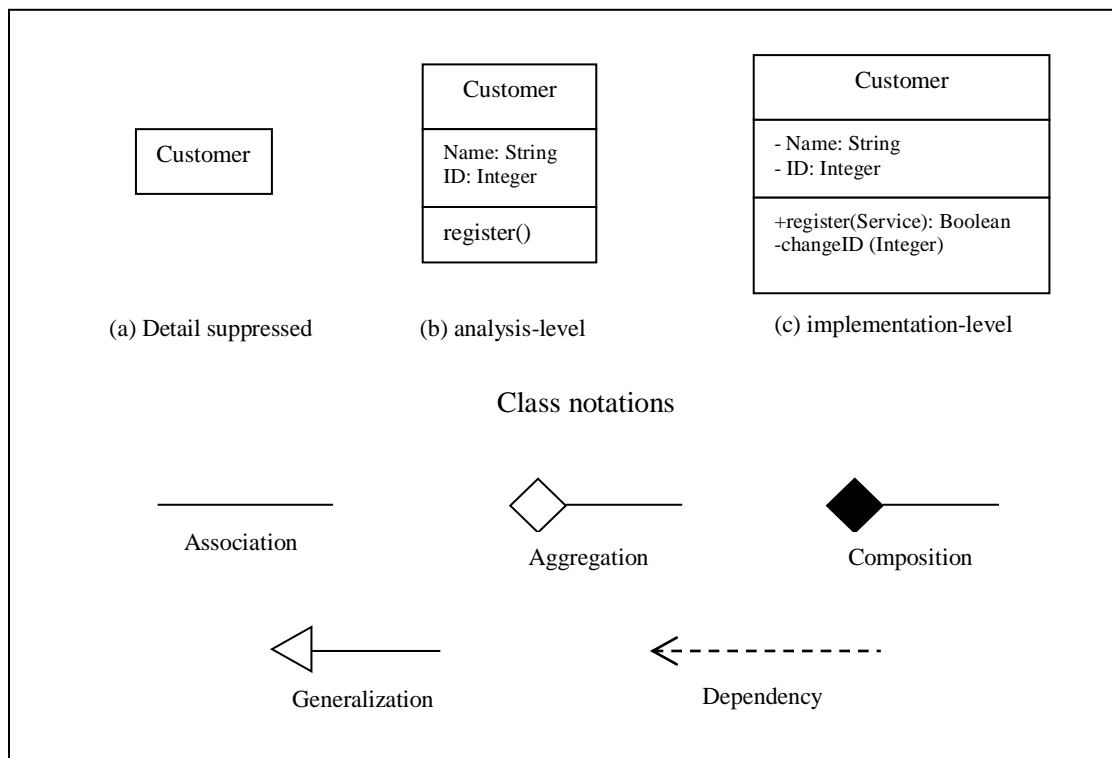 Customer
(a) Detail suppressed
Customer
Name: String
ID: Integer
register()
(b) analysis-level
Customer
- Name: String
- ID: Integer
+register(Service): Boolean
-changeID (Integer)
(c) implementation-level
Class notations
Association
Aggregation
Composition
Generalization
Dependency